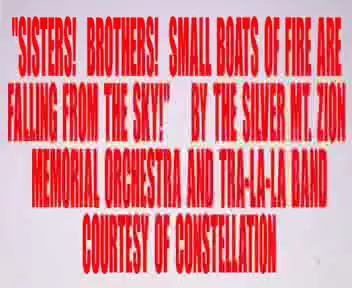 "SISTERS!  BROTHERS!  SMALL BOATS OF FIRE ARE
FALLING FROM THE SKY!"    BY THE SILVER MT. ZION
MEMORIAL ORCHESTRA AND TRA-LA-LA BAND
COURTESY OF CONSTELLATION